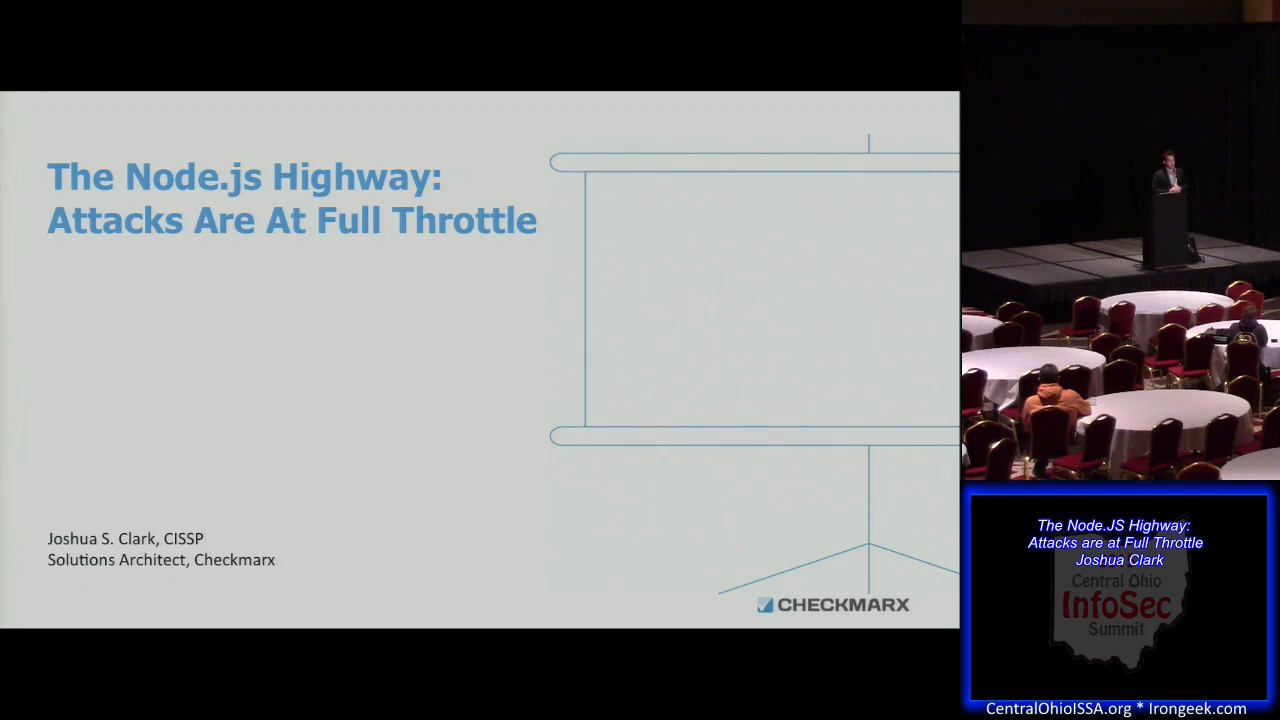 The Node.js Highway:
Attacks Are At Full Throttle
Joshua S. Clark, CISSP
Solutions Architect, Checkmarx
CHECKMARX
The Node.JS Highway:
Attacks are at Full Throttle
Joshua Clark
Central Ohio
InfoSec
Summit
CentralOhioISSA.org * Irongeek.com